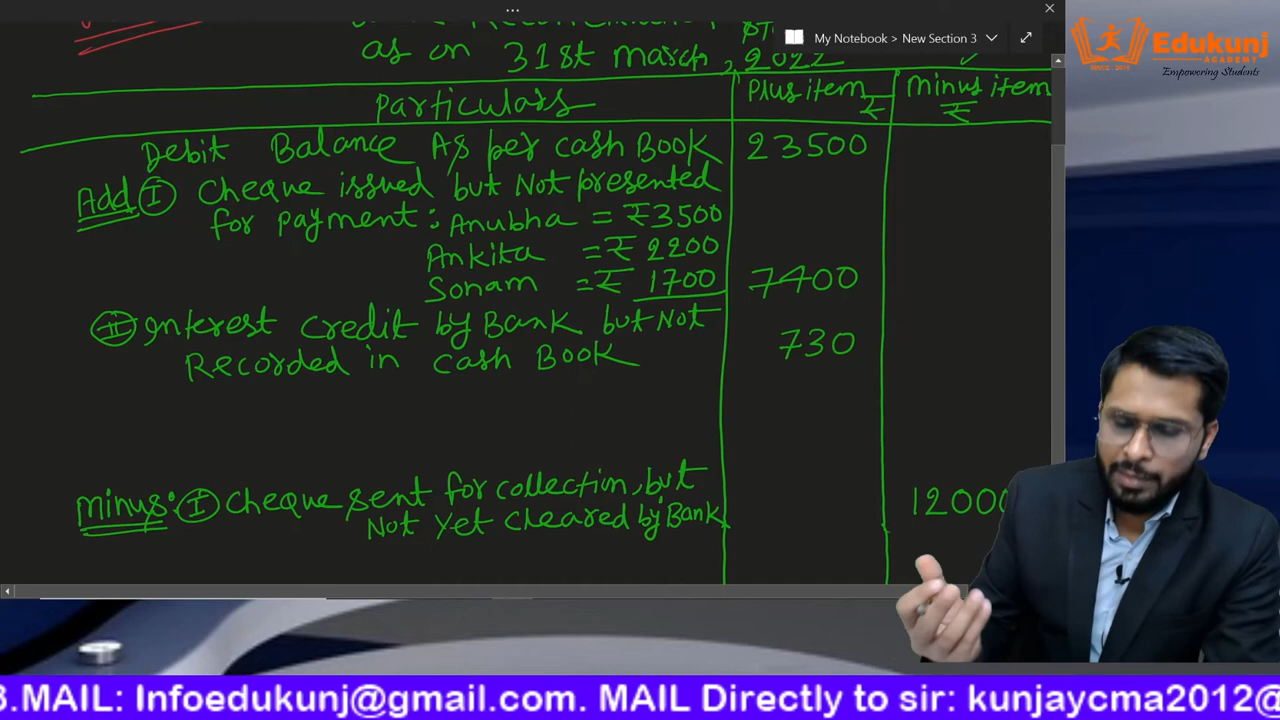 ...
My Notebook > New Section 3
as on 31st march, 2022
Edukunj
ACADEMY
Empowering Students
Particulars
Plus item ₹
Minus item ₹
Debit Balance As per cash Book 23500
Add I Cheque issued but Not presented
for payment : Anubha = ₹3500
Ankita = ₹ 2200
Sonam = ₹ 1700 7400
II Interest credit by Bank but Not
Recorded in cash Book 730
Minus: I Cheque sent for collection, but
Not yet cleared by Bank 12000
3.MAIL: Infoedukunj@gmail.com. MAIL Directly to sir: kunjaycma2012@